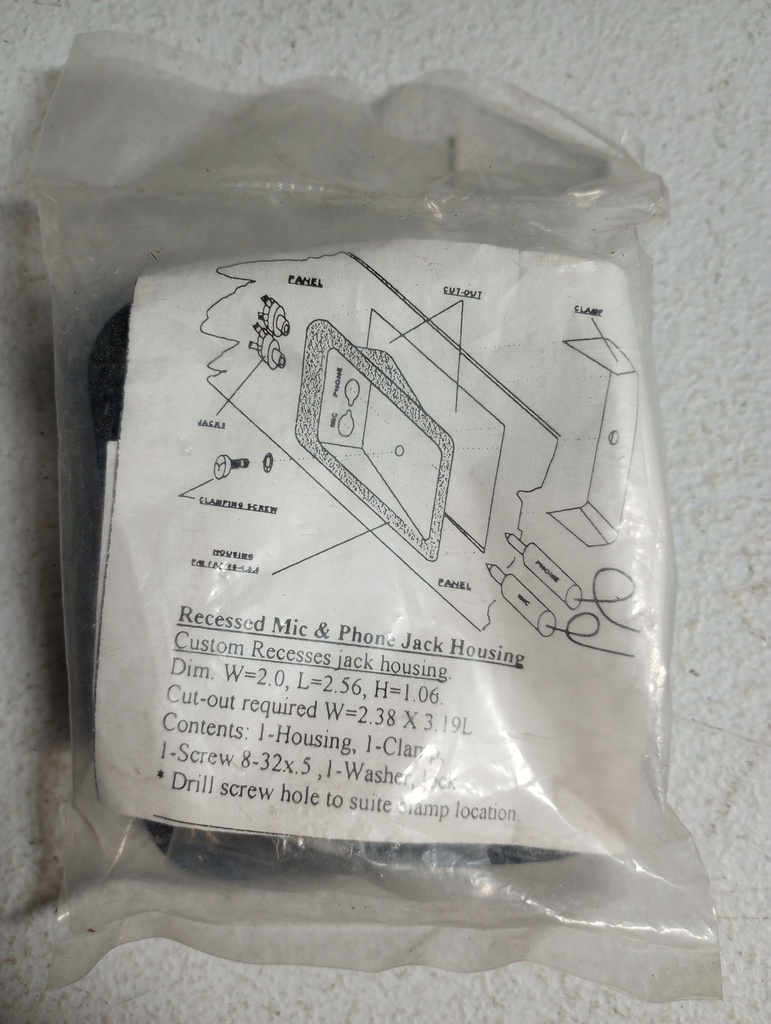 PANEL
CUT-OUT
CLAMP
PHONE
MIC
JACKS
CLAMPING SCREW
HOUSING
PANEL
PHONE
MIC
Recessed Mic & Phone Jack Housing
Custom Recesses jack housing.
Dim. W=2.0, L=2.56, H=1.06.
Cut-out required W=2.38 X 3.19L
Contents: 1-Housing, 1-Clamp,
1-Screw 8-32x.5 ,1-Washer, lock
* Drill screw hole to suite clamp location.